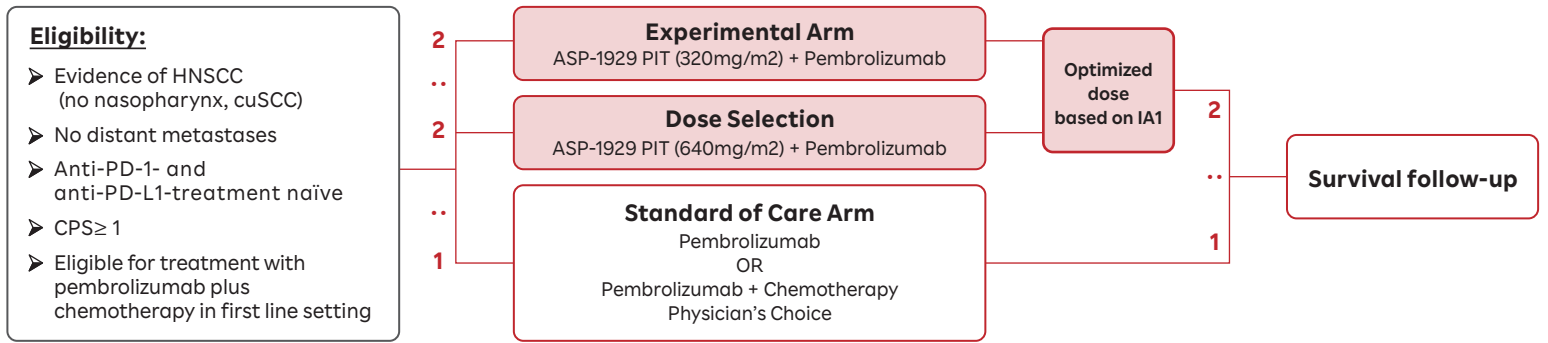 Eligibility:
➢ Evidence of HNSCC
(no nasopharynx, cuSCC)
➢ No distant metastases
➢ Anti-PD-1- and
anti-PD-L1-treatment naïve
➢ CPS≥ 1
➢ Eligible for treatment with
pembrolizumab plus
chemotherapy in first line setting
2
..
2
..
1
Experimental Arm
ASP-1929 PIT (320mg/m2) + Pembrolizumab
Dose Selection
ASP-1929 PIT (640mg/m2) + Pembrolizumab
Standard of Care Arm
Pembrolizumab
OR
Pembrolizumab + Chemotherapy
Physician’s Choice
Optimized
dose
based on IA1
2
..
1
Survival follow-up